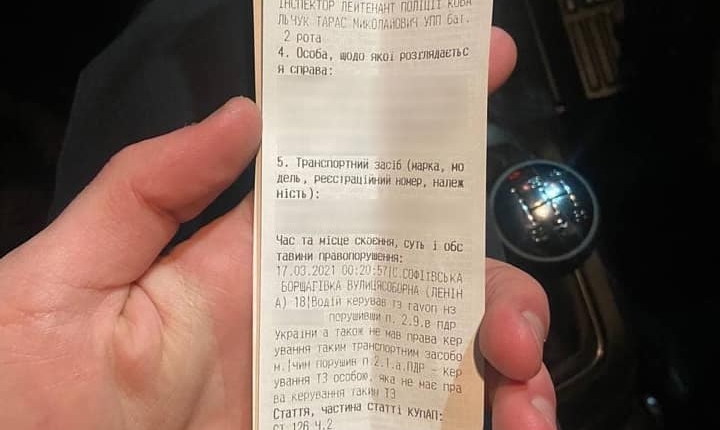 ІНСПЕКТОР ЛЕЙТЕНАНТ ПОЛІЦІЇ КОВА
ЛЬЧУК ТАРАС МИКОЛАЙОВИЧ УПП бат.
2 рота
4. Особа, щодо якої розглядаєтьс
я справа:
5. Транспортний засіб (марка, мо
дель, реєстраційний номер, належ
ність):
Час та місце скоєння, суть і обс
тавини правопорушення:
17.03.2021 00:20:57|С.СОФІЇВСЬКА
БОРЩАГІВКА ВУЛИЦЯСОБОРНА (ЛЕНІН
А) 18|Водій керував ТЗ ravon нз
порушивши п. 2.9.е ПДР
України а також не мав права кер
ування таким транспортним засобо
м.|чим порушив п.2.1.а.ПДР - кер
ування ТЗ особою, яка не має пра
ва керування таким ТЗ
Стаття, частина статті КУпАП:
СТ.126 Ч.2